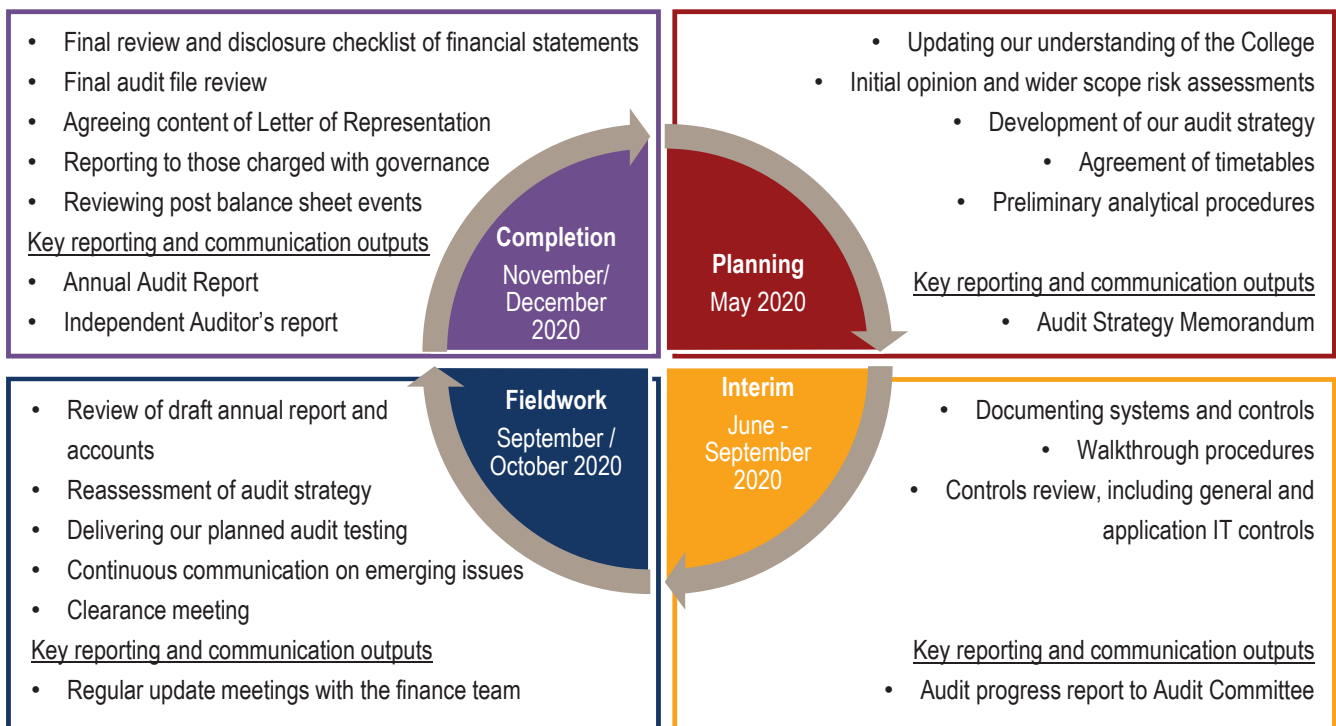 • Final review and disclosure checklist of financial statements
• Final audit file review
• Agreeing content of Letter of Representation
• Reporting to those charged with governance
• Reviewing post balance sheet events
Key reporting and communication outputs
• Annual Audit Report
• Independent Auditor’s report
Completion
November/
December
2020
• Updating our understanding of the College
• Initial opinion and wider scope risk assessments
• Development of our audit strategy
• Agreement of timetables
• Preliminary analytical procedures
Key reporting and communication outputs
• Audit Strategy Memorandum
Planning
May 2020
• Review of draft annual report and
accounts
• Reassessment of audit strategy
• Delivering our planned audit testing
• Continuous communication on emerging issues
• Clearance meeting
Key reporting and communication outputs
• Regular update meetings with the finance team
Fieldwork
September /
October 2020
Interim
June -
September
2020
• Documenting systems and controls
• Walkthrough procedures
• Controls review, including general and
application IT controls
Key reporting and communication outputs
• Audit progress report to Audit Committee